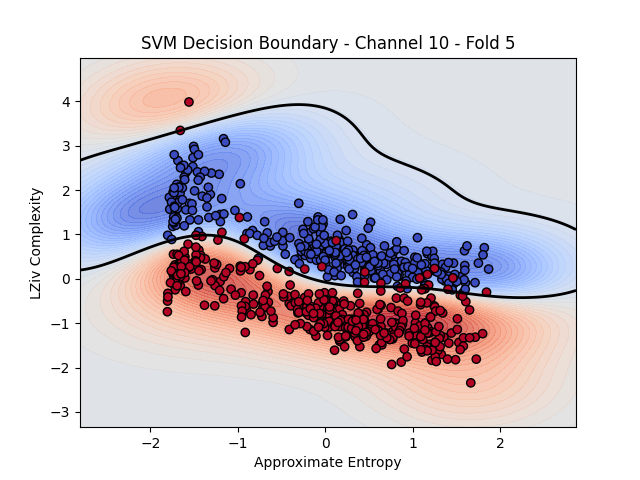 SVM Decision Boundary - Channel 10 - Fold 5
4
3
2
1
0
−1
−2
−3
LZiv Complexity
−2 −1 0 1 2
Approximate Entropy